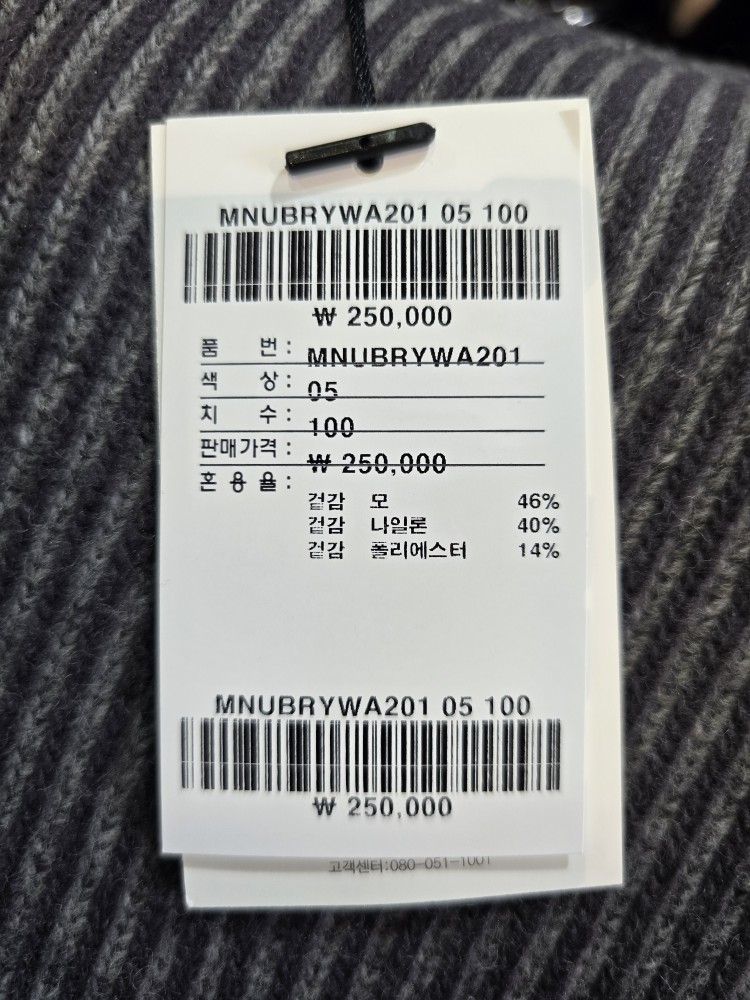 MNUBRYWA201 05 100
₩ 250,000
품 번: MNUBRYWA201
색 상: 05
치 수: 100
판매가격: ₩ 250,000
혼 용 율:
겉감 모 46%
겉감 나일론 40%
겉감 폴리에스터 14%
MNUBRYWA201 05 100
₩ 250,000
고객센터:080-051-1001